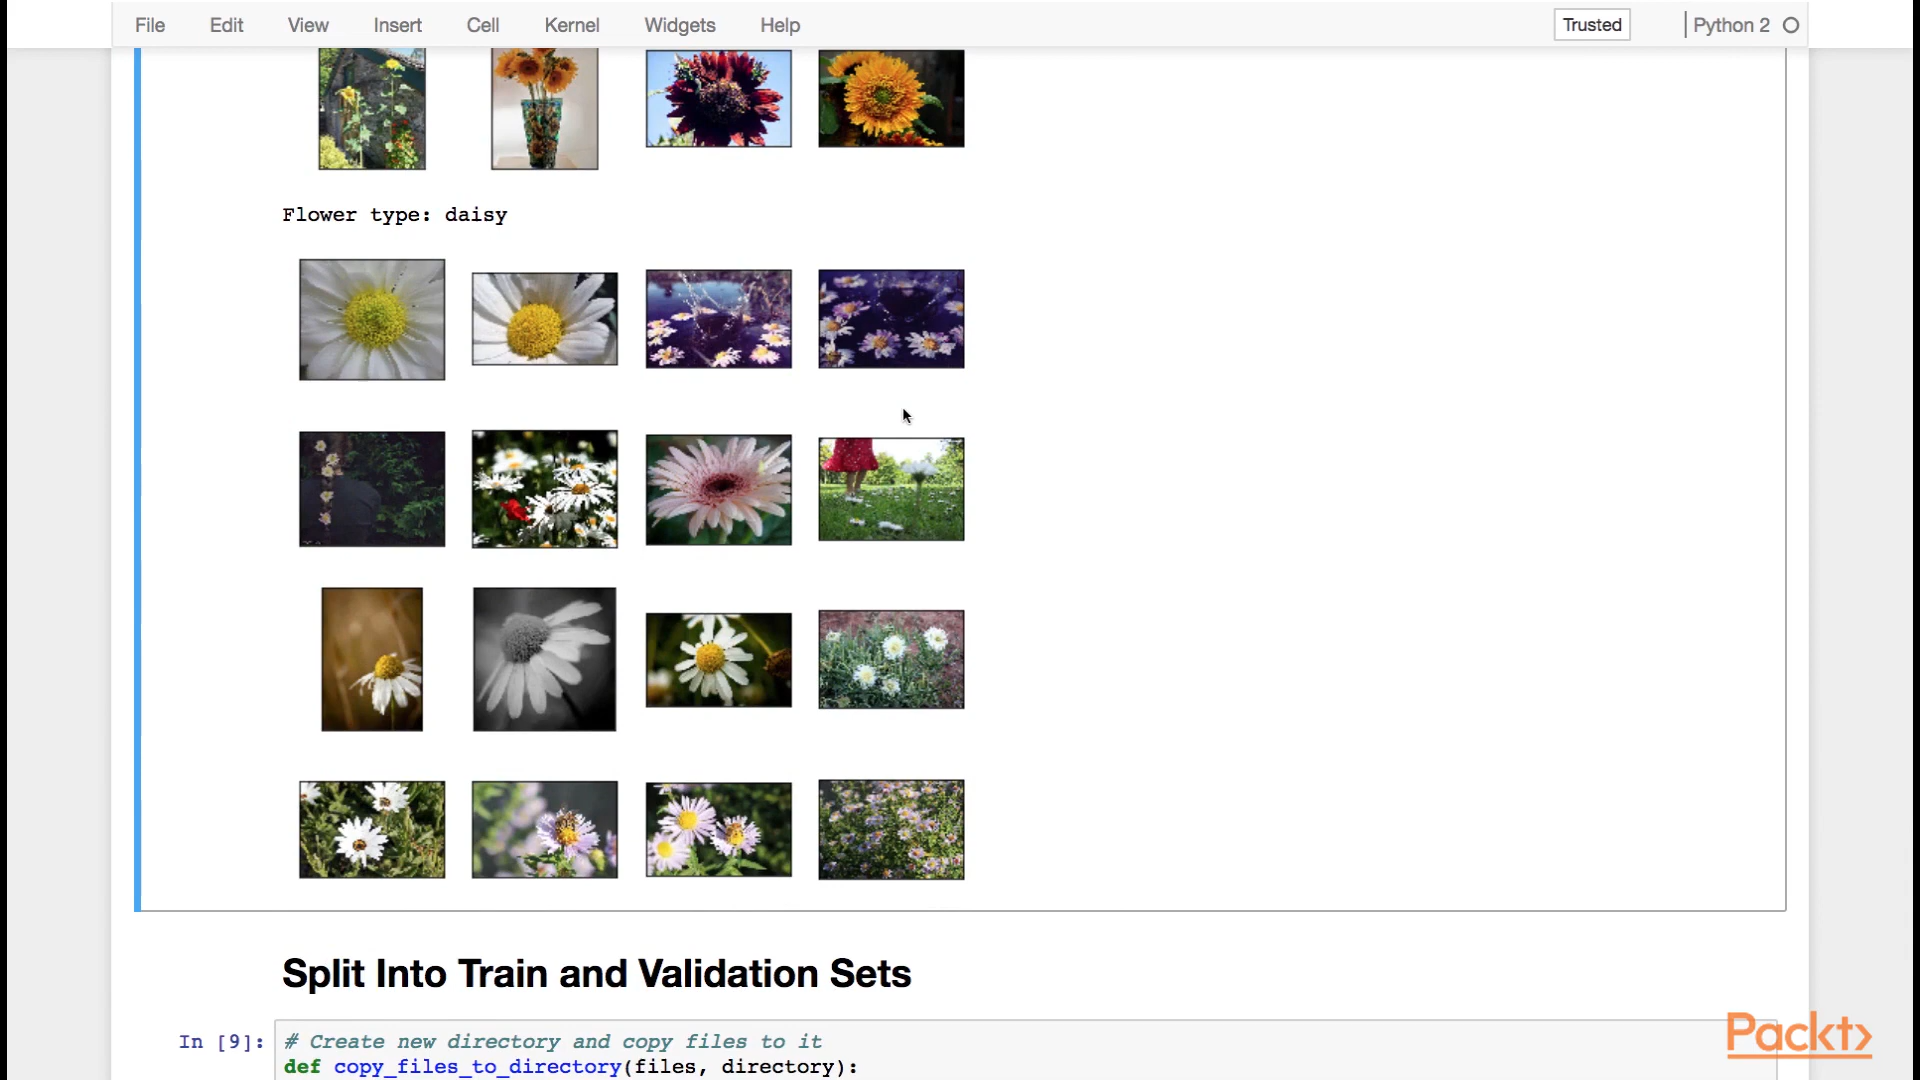 File Edit View Insert Cell Kernel Widgets Help Trusted Python 2
Flower type: daisy
Split Into Train and Validation Sets
In [9]: # Create new directory and copy files to it
def copy_files_to_directory(files, directory):
Packt>